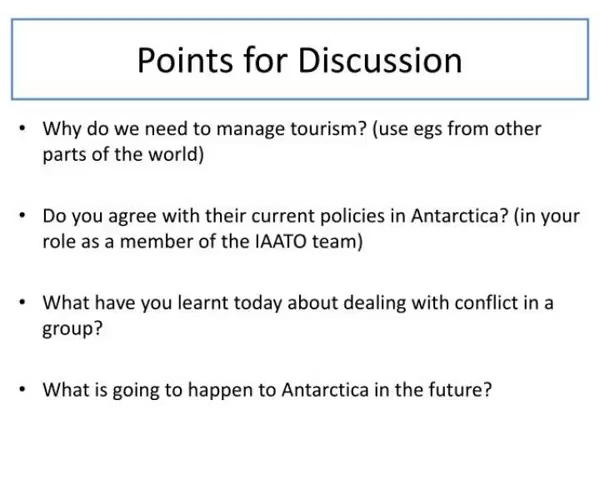 Points for Discussion
• Why do we need to manage tourism? (use egs from other
parts of the world)
• Do you agree with their current policies in Antarctica? (in your
role as a member of the IAATO team)
• What have you learnt today about dealing with conflict in a
group?
• What is going to happen to Antarctica in the future?